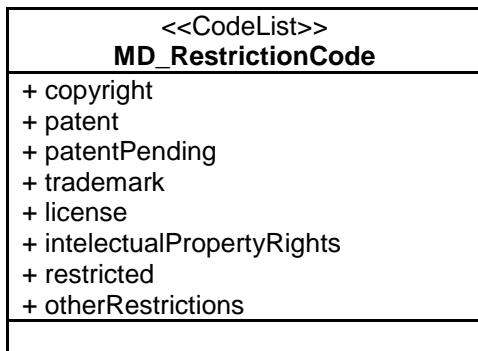 <<CodeList>>
MD_RestrictionCode
+ copyright
+ patent
+ patentPending
+ trademark
+ license
+ intelectualPropertyRights
+ restricted
+ otherRestrictions